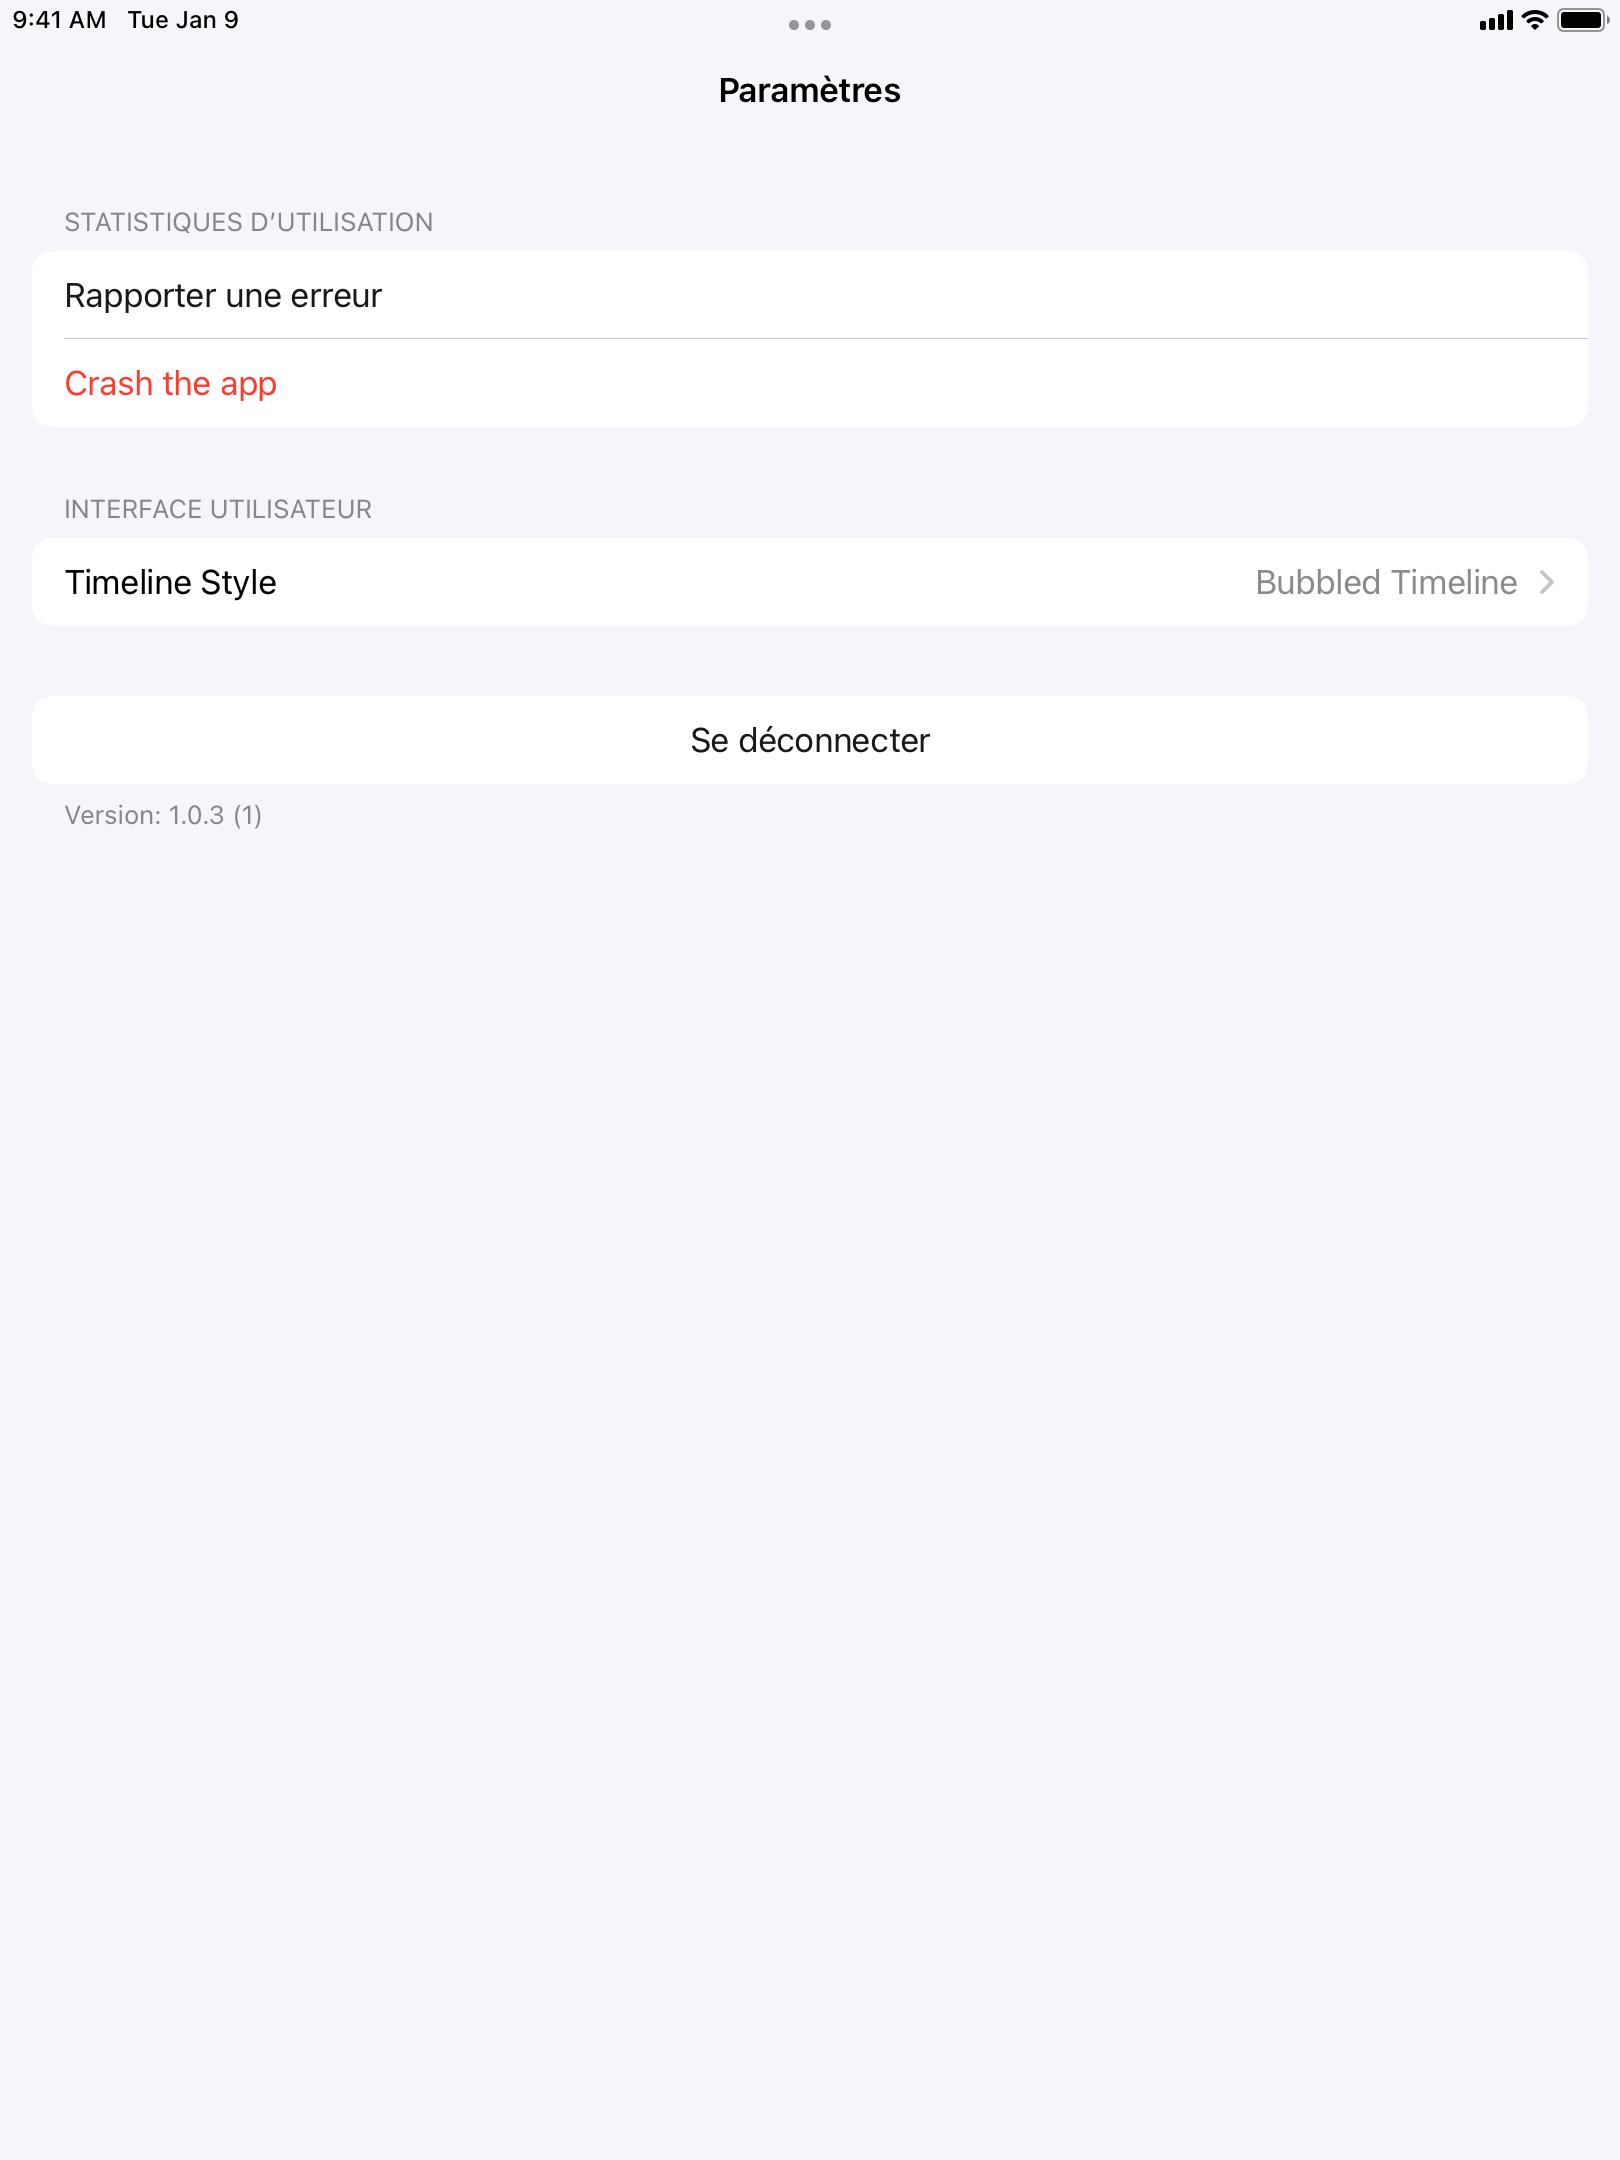 9:41 AM Tue Jan 9
Paramètres
STATISTIQUES D’UTILISATION
Rapporter une erreur
Crash the app
INTERFACE UTILISATEUR
Timeline Style Bubbled Timeline
Se déconnecter
Version: 1.0.3 (1)